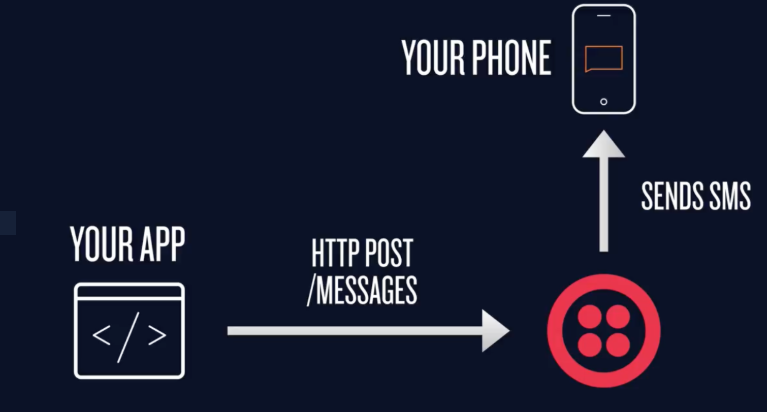 YOUR PHONE
SENDS SMS
YOUR APP
HTTP POST
/MESSAGES
</>